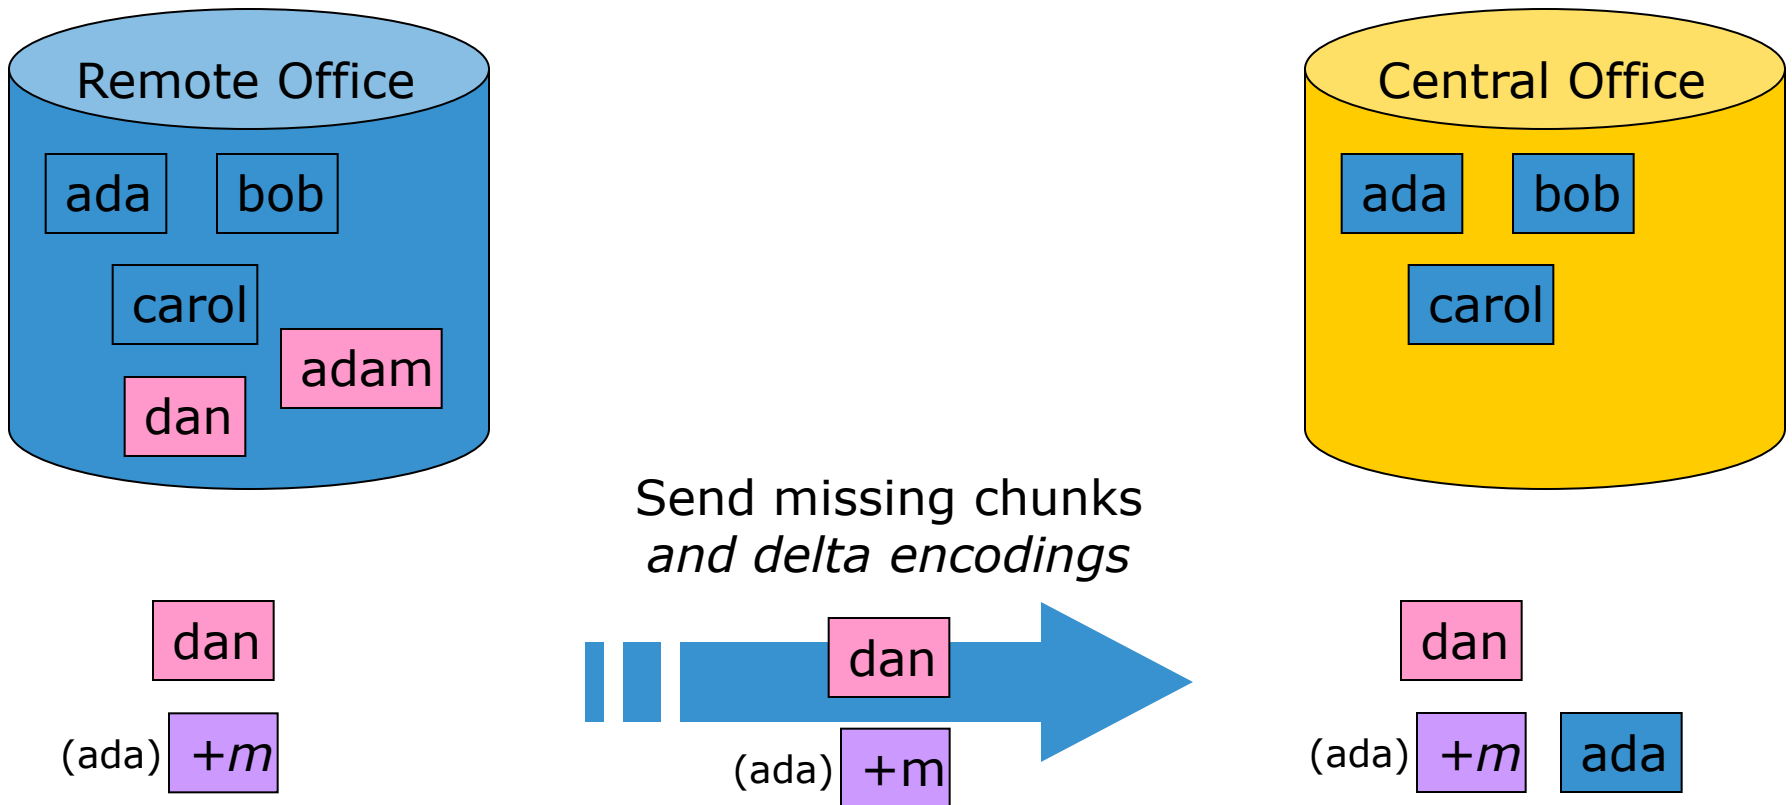 Remote Office
ada
bob
carol
adam
dan
Central Office
ada
bob
carol
Send missing chunks
and delta encodings
dan
(ada) +m
dan
(ada) +m
dan
(ada) +m ada